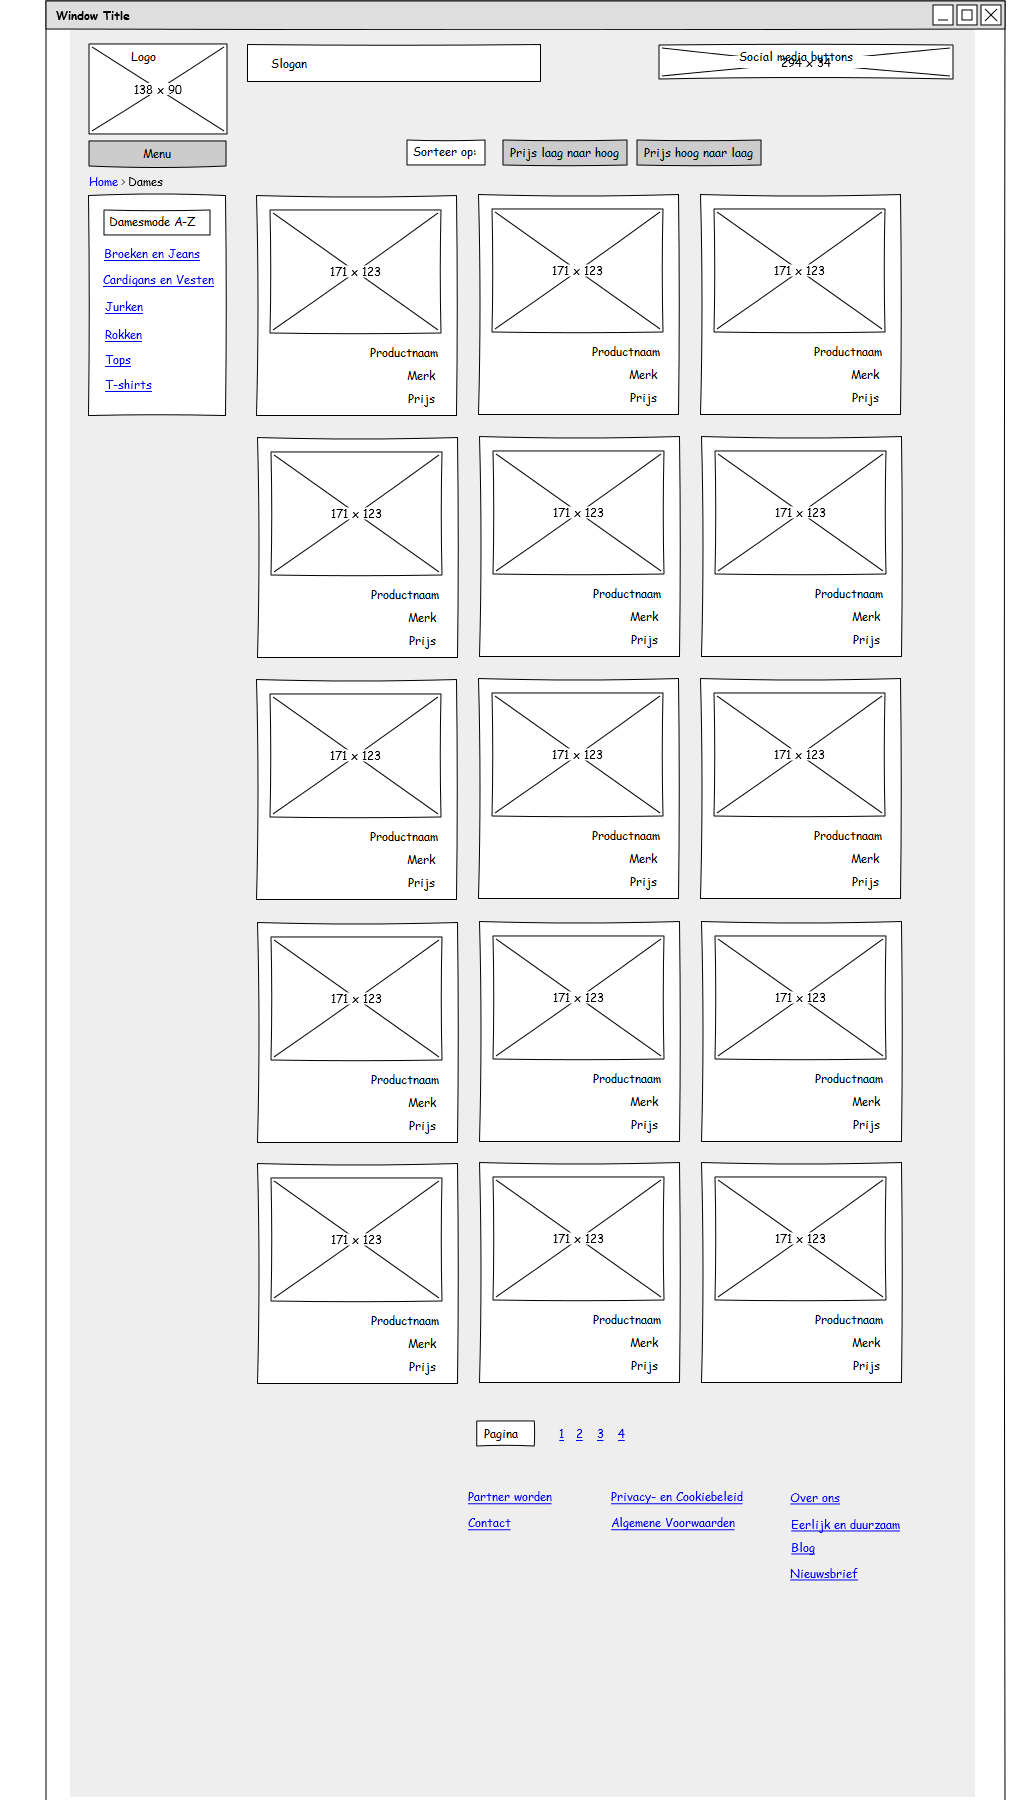 Window Title
Logo
138 x 90
Slogan
Social media buttons
294 x 34
Menu
Sorteer op:
Prijs laag naar hoog
Prijs hoog naar laag
Home > Dames
Damesmode A-Z
Broeken en Jeans
Cardigans en Vesten
Jurken
Rokken
Tops
T-shirts
171 x 123
Productnaam
Merk
Prijs
171 x 123
Productnaam
Merk
Prijs
171 x 123
Productnaam
Merk
Prijs
171 x 123
Productnaam
Merk
Prijs
171 x 123
Productnaam
Merk
Prijs
171 x 123
Productnaam
Merk
Prijs
171 x 123
Productnaam
Merk
Prijs
171 x 123
Productnaam
Merk
Prijs
171 x 123
Productnaam
Merk
Prijs
171 x 123
Productnaam
Merk
Prijs
171 x 123
Productnaam
Merk
Prijs
171 x 123
Productnaam
Merk
Prijs
171 x 123
Productnaam
Merk
Prijs
171 x 123
Productnaam
Merk
Prijs
171 x 123
Productnaam
Merk
Prijs
Pagina
1 2 3 4
Partner worden
Contact
Privacy- en Cookiebeleid
Algemene Voorwaarden
Over ons
Eerlijk en duurzaam
Blog
Nieuwsbrief